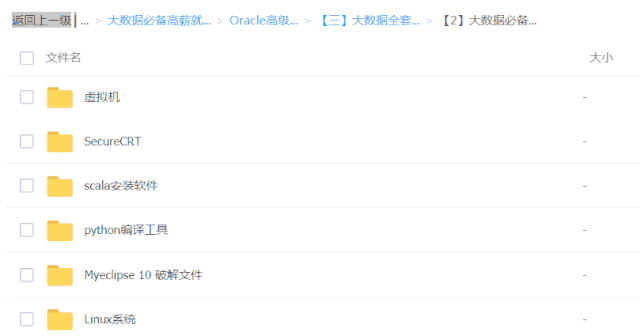 返回上一级 | ... > 大数据必备高薪就... > Oracle高级... > 【三】大数据全套... > 【2】大数据必备...
文件名 大小
虚拟机 -
SecureCRT -
scala安装软件 -
python编译工具 -
Myeclipse 10 破解文件 -
Linux系统 -